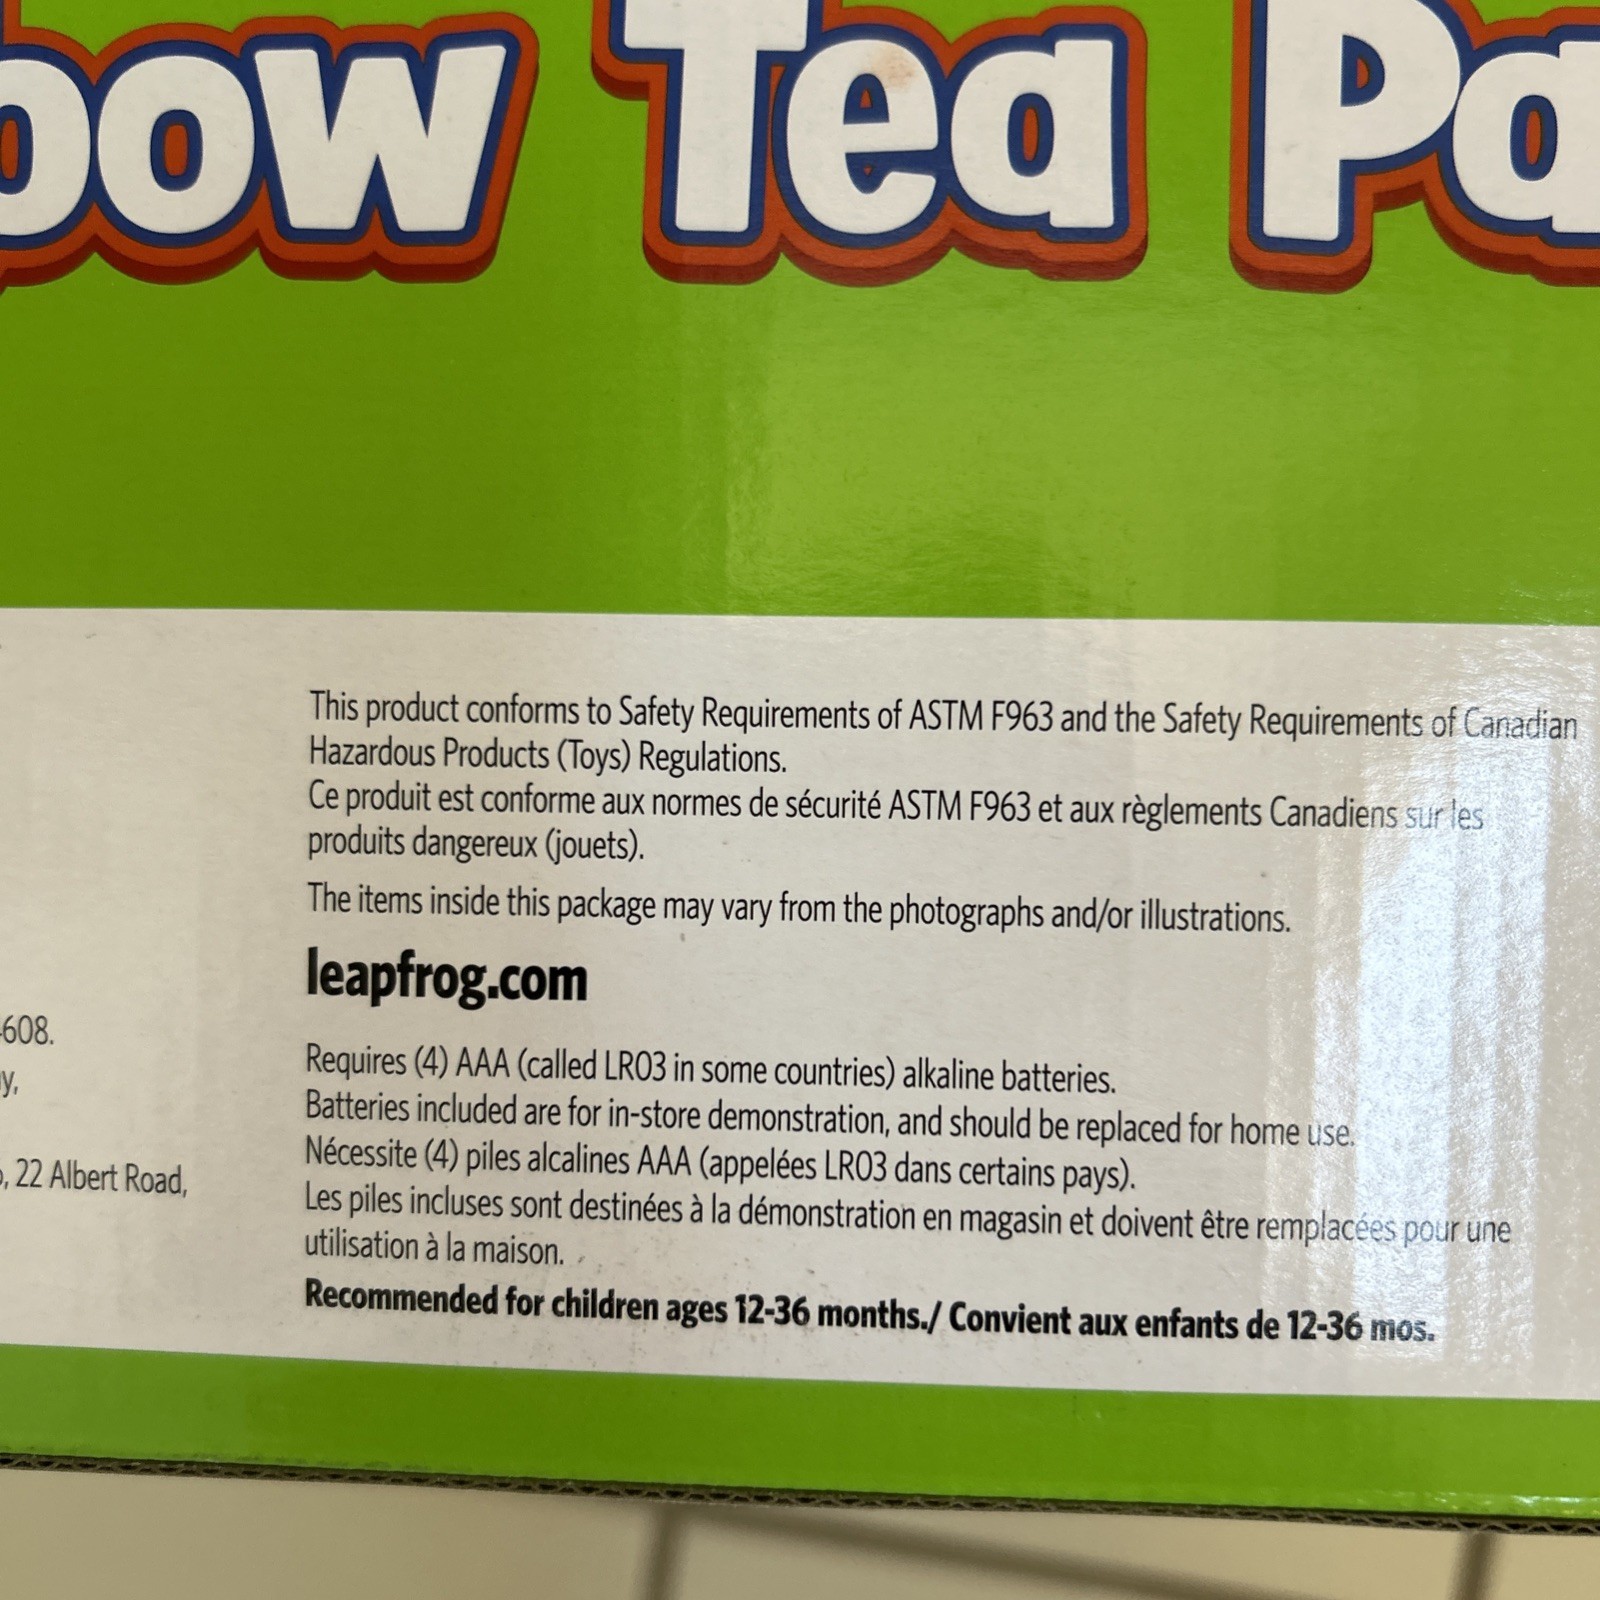 bow Tea Pa
This product conforms to Safety Requirements of ASTM F963 and the Safety Requirements of Canadian
Hazardous Products (Toys) Regulations.
Ce produit est conforme aux normes de sécurité ASTM F963 et aux règlements Canadiens sur les
produits dangereux (jouets).
The items inside this package may vary from the photographs and/or illustrations.
leapfrog.com
608.
y,
, 22 Albert Road,
Requires (4) AAA (called LR03 in some countries) alkaline batteries.
Batteries included are for in-store demonstration, and should be replaced for home use.
Nécessite (4) piles alcalines AAA (appelées LR03 dans certains pays).
Les piles incluses sont destinées à la démonstration en magasin et doivent être remplacées pour une
utilisation à la maison.
Recommended for children ages 12-36 months./ Convient aux enfants de 12-36 mos.